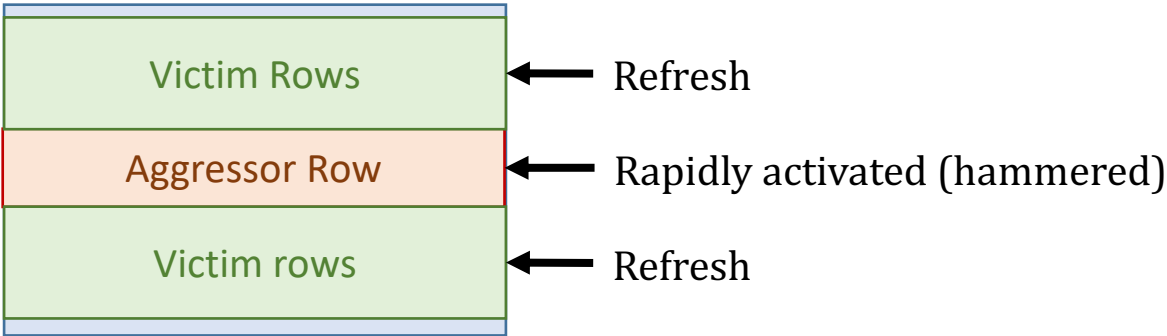 Victim Rows
Refresh
Aggressor Row
Rapidly activated (hammered)
Victim rows
Refresh